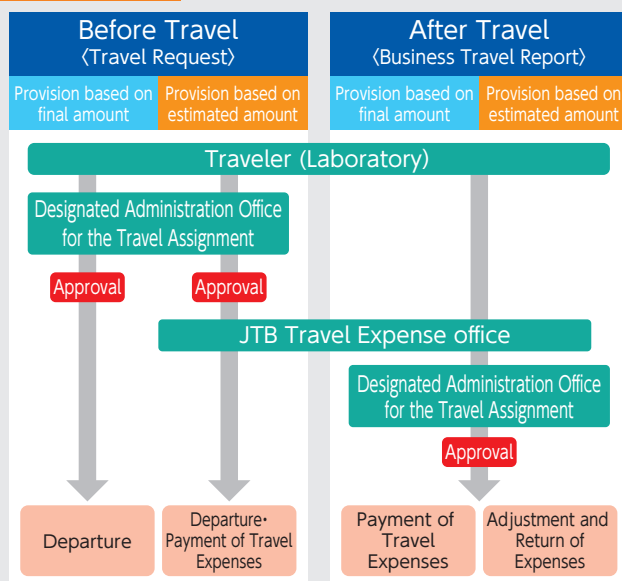 Before Travel
〈Travel Request〉
After Travel
〈Business Travel Report〉
Provision based on
final amount
Provision based on
estimated amount
Provision based on
final amount
Provision based on
estimated amount
Traveler (Laboratory)
Designated Administration Office
for the Travel Assignment
Approval
Approval
JTB Travel Expense office
Designated Administration Office
for the Travel Assignment
Approval
Departure
Departure・
Payment of Travel
Expenses
Payment of
Travel
Expenses
Adjustment and
Return of
Expenses